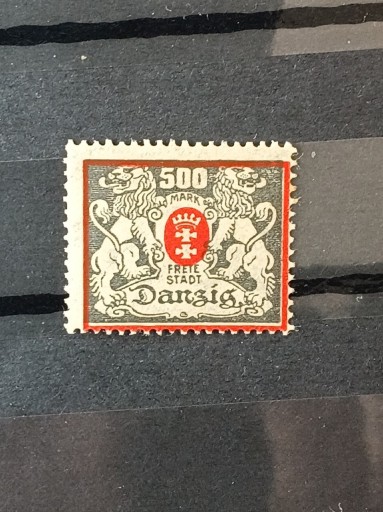 500
MARK
FREIE
STADT
Danzig